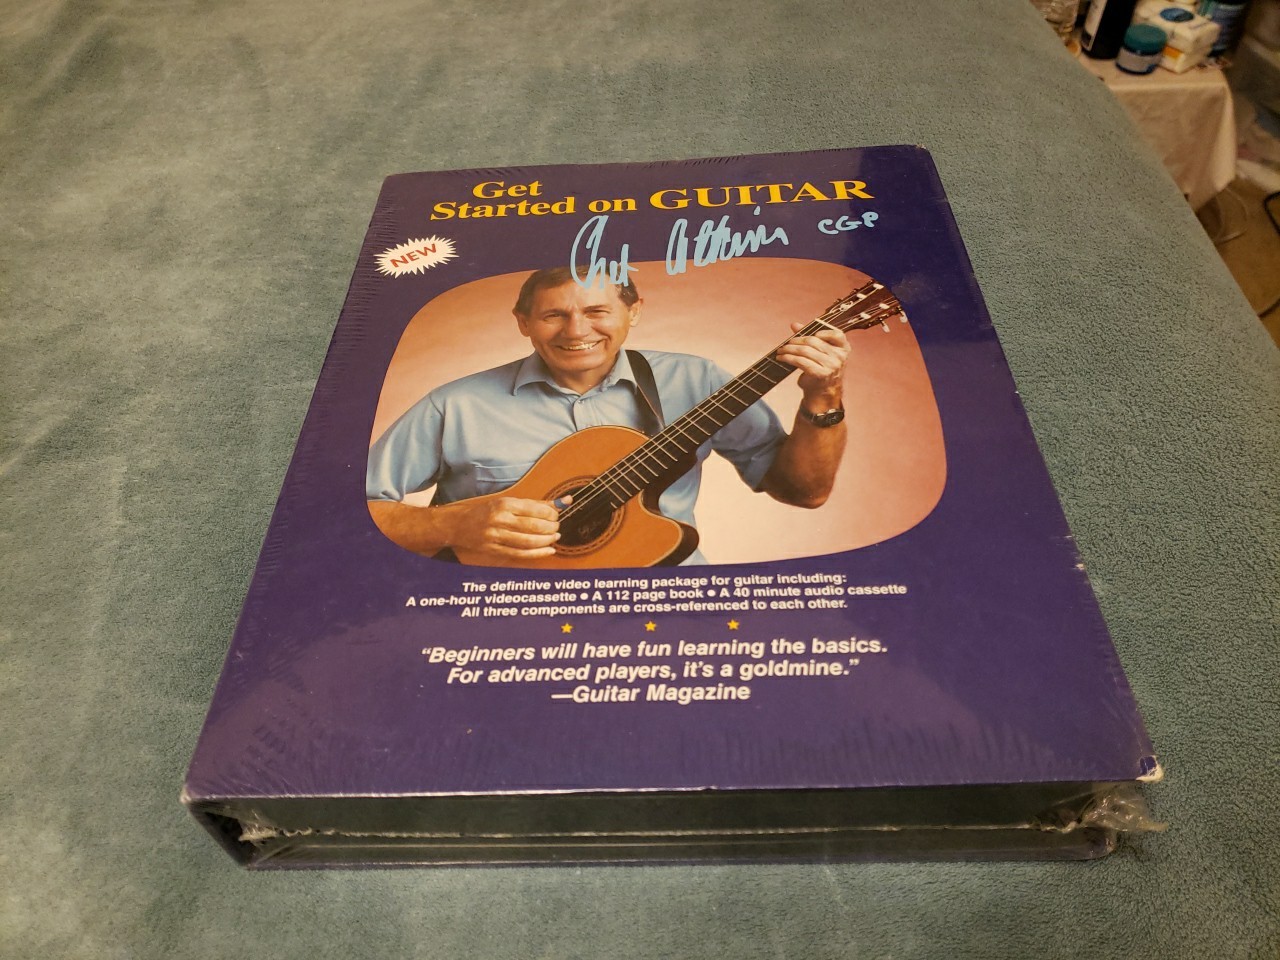 Get
Started on GUITAR
Chet Atkins CGP
NEW
The definitive video learning package for guitar including:
A one-hour videocassette • A 112 page book • A 40 minute audio cassette
All three components are cross-referenced to each other.
“Beginners will have fun learning the basics.
For advanced players, it's a goldmine.”
—Guitar Magazine